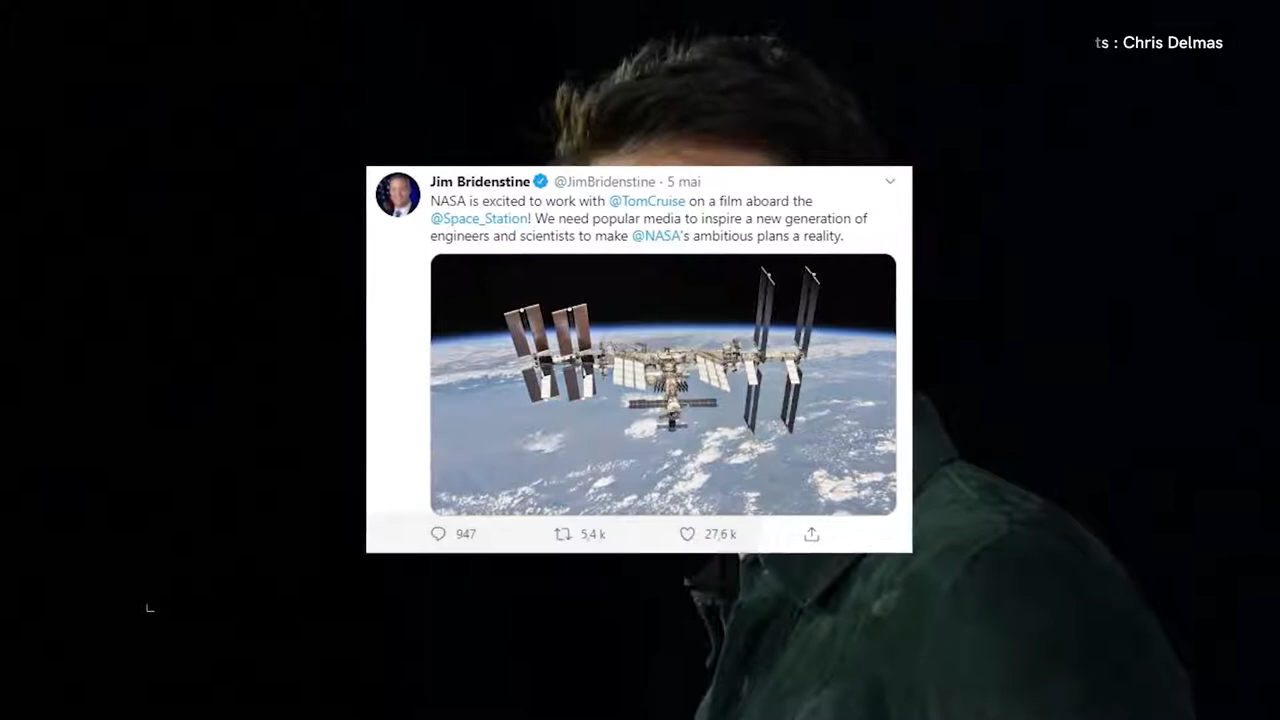 ts : Chris Delmas
Jim Bridenstine @JimBridenstine · 5 mai
NASA is excited to work with @TomCruise on a film aboard the
@Space_Station! We need popular media to inspire a new generation of
engineers and scientists to make @NASA's ambitious plans a reality.
947 5,4 k 27,6 k